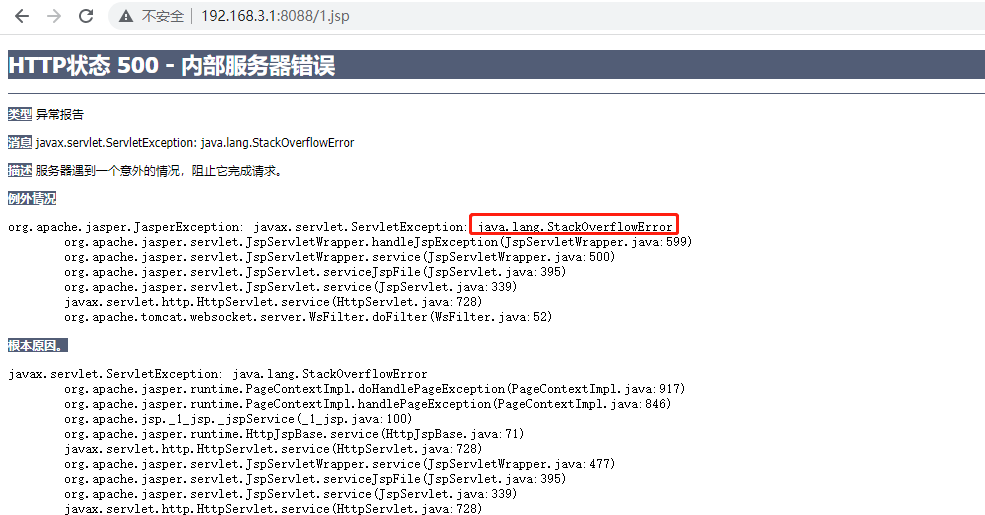 不安全 | 192.168.3.1:8088/1.jsp
HTTP状态 500 - 内部服务器错误
类型 异常报告
消息 javax.servlet.ServletException: java.lang.StackOverflowError
描述 服务器遇到一个意外的情况，阻止它完成请求。
例外情况
org.apache.jasper.JasperException: javax.servlet.ServletException: java.lang.StackOverflowError
org.apache.jasper.servlet.JspServletWrapper.handleJspException(JspServletWrapper.java:599)
org.apache.jasper.servlet.JspServletWrapper.service(JspServletWrapper.java:500)
org.apache.jasper.servlet.JspServlet.serviceJspFile(JspServlet.java:395)
org.apache.jasper.servlet.JspServlet.service(JspServlet.java:339)
javax.servlet.http.HttpServlet.service(HttpServlet.java:728)
org.apache.tomcat.websocket.server.WsFilter.doFilter(WsFilter.java:52)
根本原因。
javax.servlet.ServletException: java.lang.StackOverflowError
org.apache.jasper.runtime.PageContextImpl.doHandlePageException(PageContextImpl.java:917)
org.apache.jasper.runtime.PageContextImpl.handlePageException(PageContextImpl.java:846)
org.apache.jsp._1_jsp._jspService(_1_jsp.java:100)
org.apache.jasper.runtime.HttpJspBase.service(HttpJspBase.java:71)
javax.servlet.http.HttpServlet.service(HttpServlet.java:728)
org.apache.jasper.servlet.JspServletWrapper.service(JspServletWrapper.java:477)
org.apache.jasper.servlet.JspServlet.serviceJspFile(JspServlet.java:395)
org.apache.jasper.servlet.JspServlet.service(JspServlet.java:339)
javax.servlet.http.HttpServlet.service(HttpServlet.java:728)